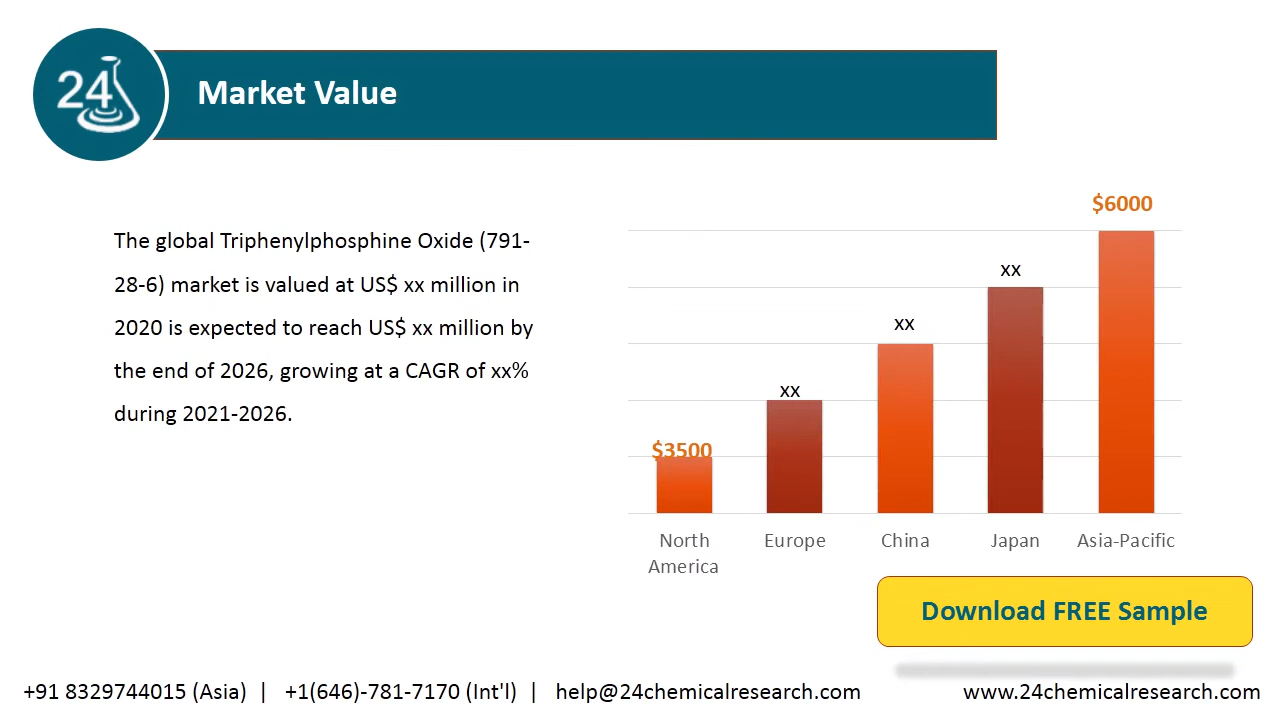 24
Market Value
The global Triphenylphosphine Oxide (791-
28-6) market is valued at US$ xx million in
2020 is expected to reach US$ xx million by
the end of 2026, growing at a CAGR of xx%
during 2021-2026.
$6000
xx
xx
xx
$3500
North
America
Europe
China
Japan
Asia-Pacific
Download FREE Sample
+91 8329744015 (Asia) | +1(646)-781-7170 (Int'l) | help@24chemicalresearch.com
www.24chemicalresearch.com